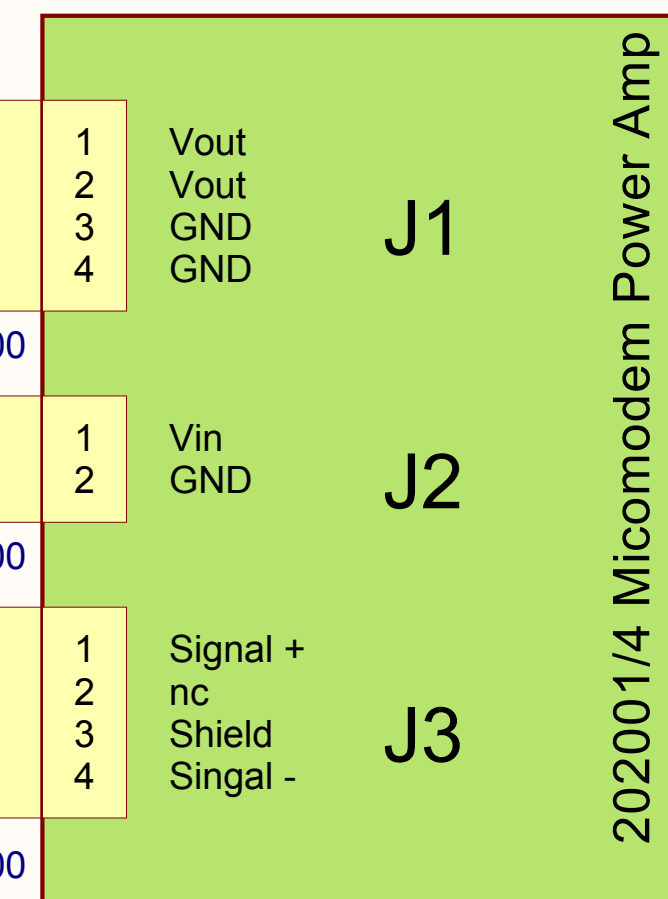 1 Vout
2 Vout
3 GND
4 GND
J1
00
1 Vin
2 GND
J2
00
1 Signal +
2 nc
3 Shield
4 Singal -
J3
00
202001/4 Micomodem Power Amp